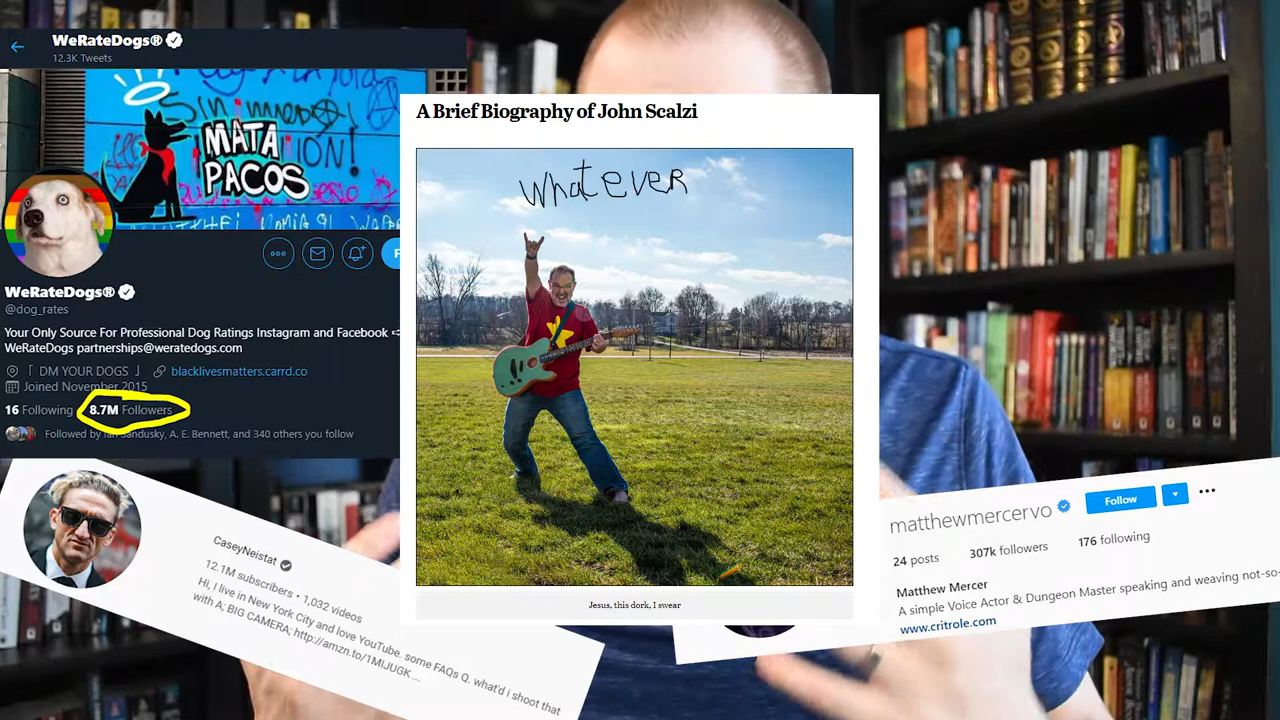 WeRateDogs®
12.3K Tweets
Sin
MATA
PACOS
WeRateDogs®
@dog_rates
Your Only Source For Professional Dog Ratings Instagram and Facebook
WeRateDogs partnerships@weratedogs.com
「 DM YOUR DOGS 」 blacklivesmatters.carrd.co
Joined November 2015
16 Following 8.7M Followers
Followed by Ian Sandusky, A. E. Bennett, and 340 others you follow
A Brief Biography of John Scalzi
Whatever
Jesus, this dork, I swear
CaseyNeistat
12.1M subscribers • 1,032 videos
Hi, I live in New York City and love YouTube. some FAQs Q. what'd i shoot that
with A; BIG CAMERA; http://amzn.to/1MIJUGK ...
matthewmercervo Follow
24 posts 307k followers 176 following
Matthew Mercer
A simple Voice Actor & Dungeon Master speaking and weaving not-so-
www.critrole.com